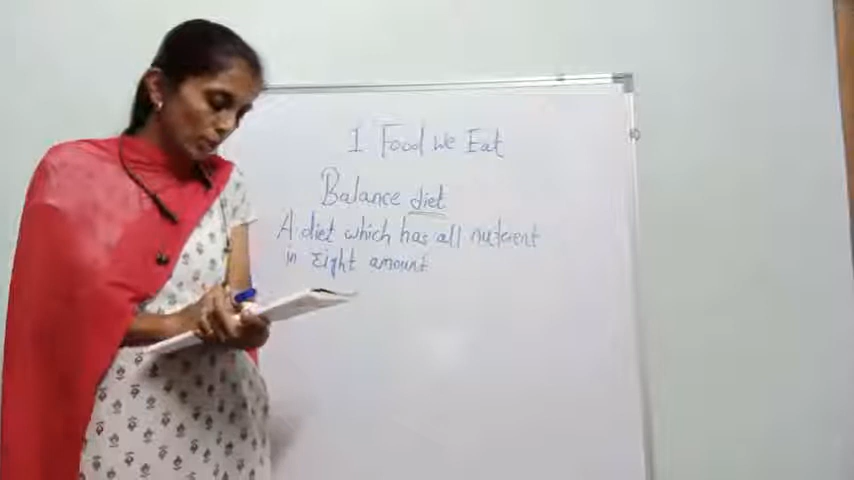 1 Food we Eat
Balance diet
A diet which has all nutrient
in right amount